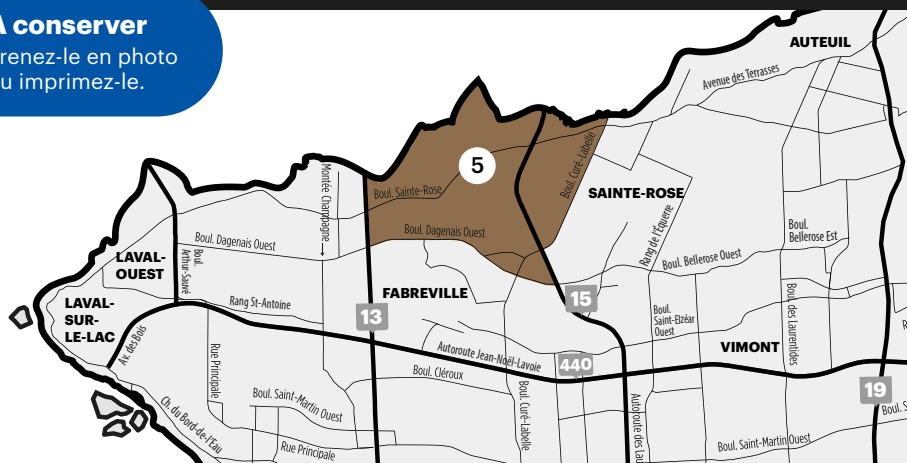 À conserver
renez-le en photo
u imprimez-le.
AUTEUIL
Avenue des Terrasses
5
Boul. Curé-Labelle
Boul. Sainte-Rose
SAINTE-ROSE
Montée Champagne
Boul. Dagenais Ouest
Boul. Dagenais Ouest
Rang de l'Équerre
Boul.
Bellerose Est
Boul. Bellerose Ouest
LAVAL-
OUEST
Boul.
Arthur-Sauvé
LAVAL-
SUR-
LE-LAC
Rang St-Antoine
FABREVILLE
13
15
Boul.
Saint-Elzéar
Ouest
Boul. des Laurentides
VIMONT
Av. des Bois
Rue Principale
Autoroute Jean-Noël-Lavoie
440
Boul. Cléroux
19
Boul. Saint-Martin Ouest
Boul. Curé-Labelle
Autoroute des Lau
Boul. S
Ch. du Bord-de-l'Eau
Rue Principale
Boul. Saint-Martin Ouest